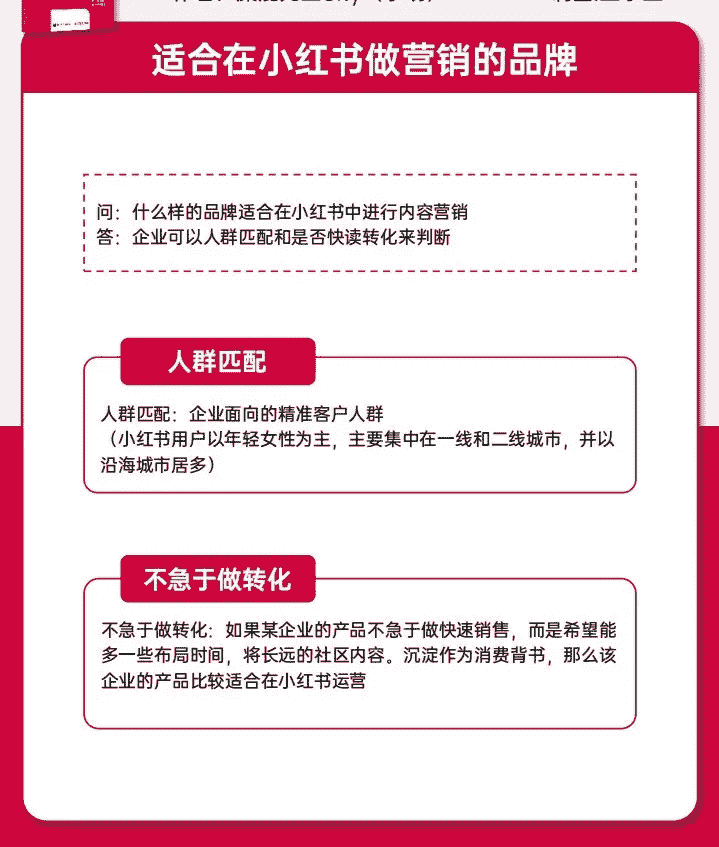 适合在小红书做营销的品牌
问：什么样的品牌适合在小红书中进行内容营销
答：企业可以人群匹配和是否快读转化来判断
人群匹配
人群匹配：企业面向的精准客户人群
（小红书用户以年轻女性为主，主要集中在一线和二线城市，并以
沿海城市居多）
不急于做转化
不急于做转化：如果某企业的产品不急于做快速销售，而是希望能
多一些布局时间，将长远的社区内容。沉淀作为消费背书，那么该
企业的产品比较适合在小红书运营